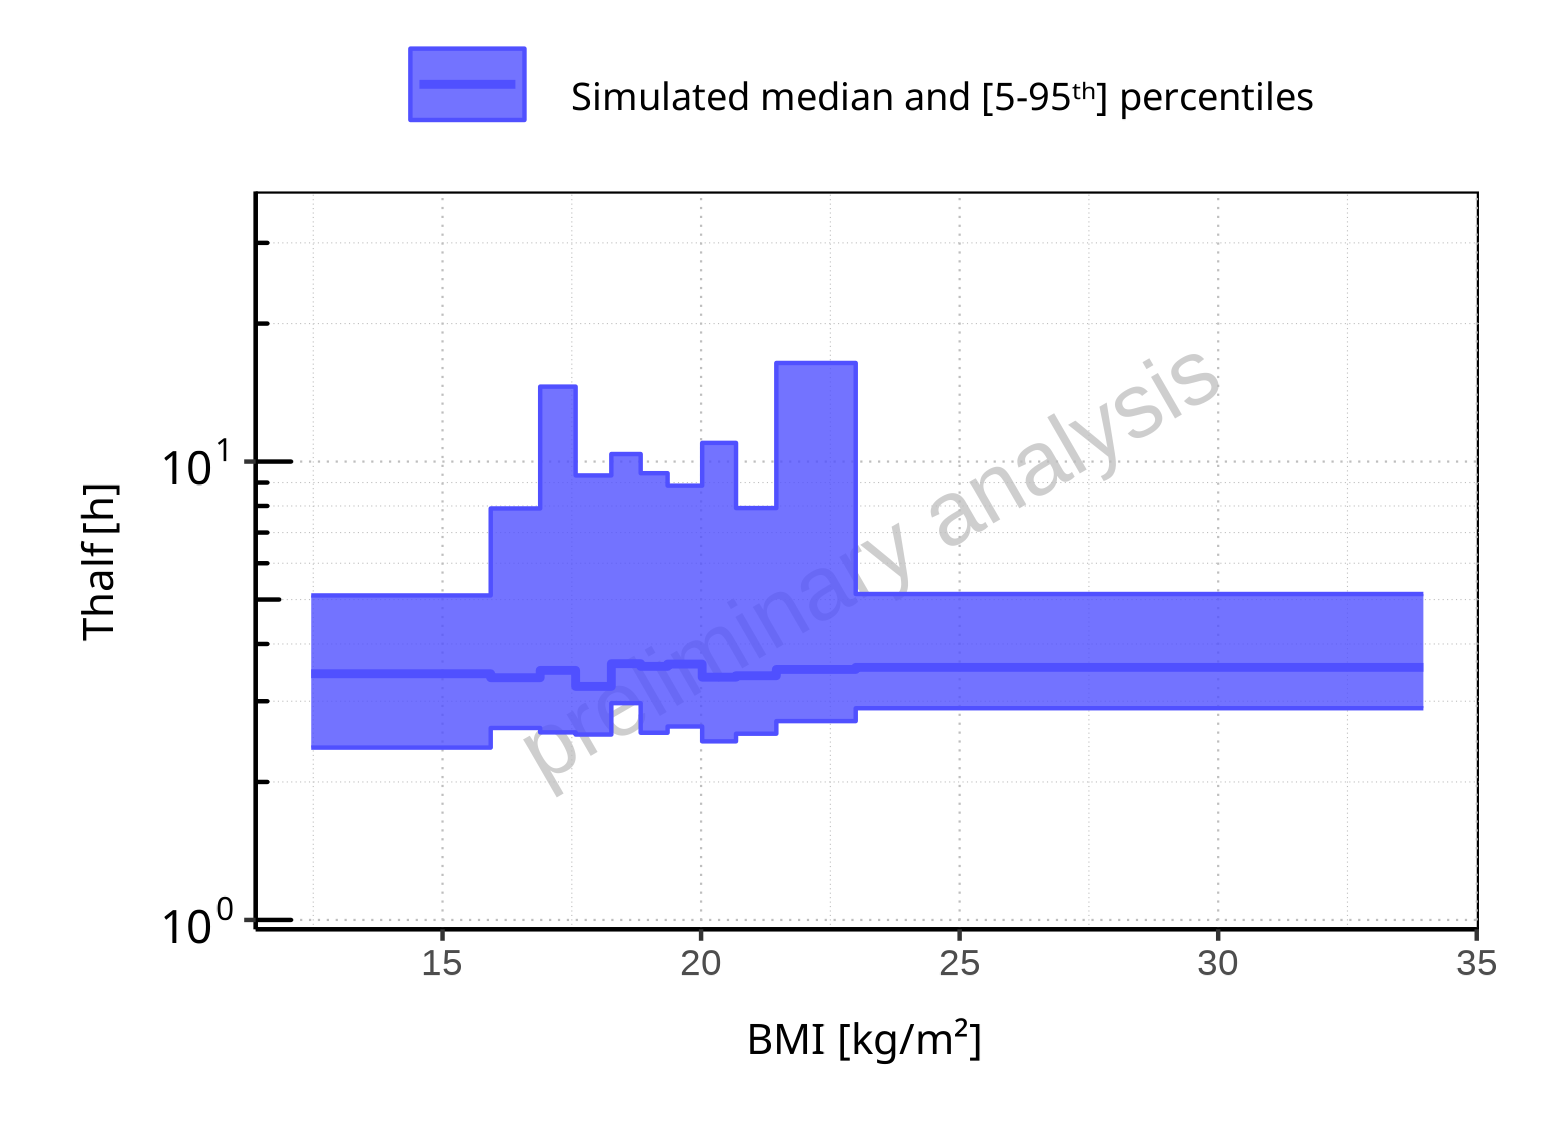 Simulated median and [5-95ᵗʰ] percentiles
preliminary analysis
Thalf [h]
10¹
10⁰
15 20 25 30 35
BMI [kg/m²]